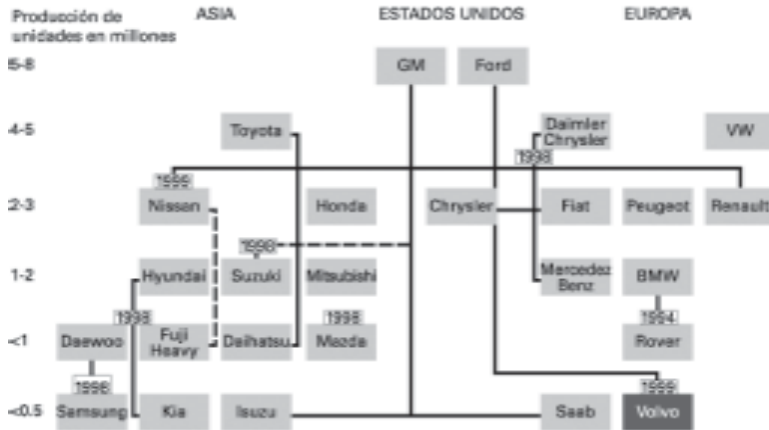 Producción de
unidades en millones
ASIA
ESTADOS UNIDOS
EUROPA
5-8
GM
Ford
4-5
Toyota
Daimler
Chrysler
VW
1998
1999
2-3
Nissan
Honda
Chrysler
Fiat
Peugeot
Renault
1998
1-2
Hyundai
Suzuki
Mitsubishi
Mercedez
Benz
BMW
1998
1998
1994
<1
Daewoo
Fuji
Heavy
Daihatsu
Mazda
Rover
1998
1999
<0.5
Samsung
Kia
Isuzu
Saab
Volvo